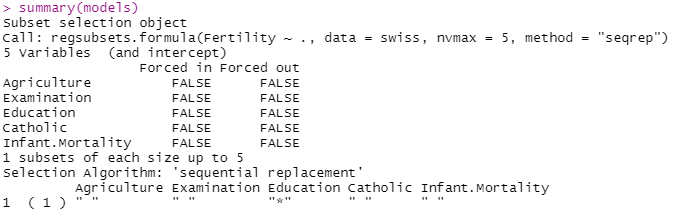 > summary(models)
Subset selection object
Call: regsubsets.formula(Fertility ~ ., data = swiss, nvmax = 5, method = "seqrep")
5 Variables  (and intercept)
                 Forced in Forced out
Agriculture          FALSE      FALSE
Examination          FALSE      FALSE
Education            FALSE      FALSE
Catholic             FALSE      FALSE
Infant.Mortality     FALSE      FALSE
1 subsets of each size up to 5
Selection Algorithm: 'sequential replacement'
         Agriculture Examination Education Catholic Infant.Mortality
1  ( 1 ) " "         " "         "*"       " "      " "